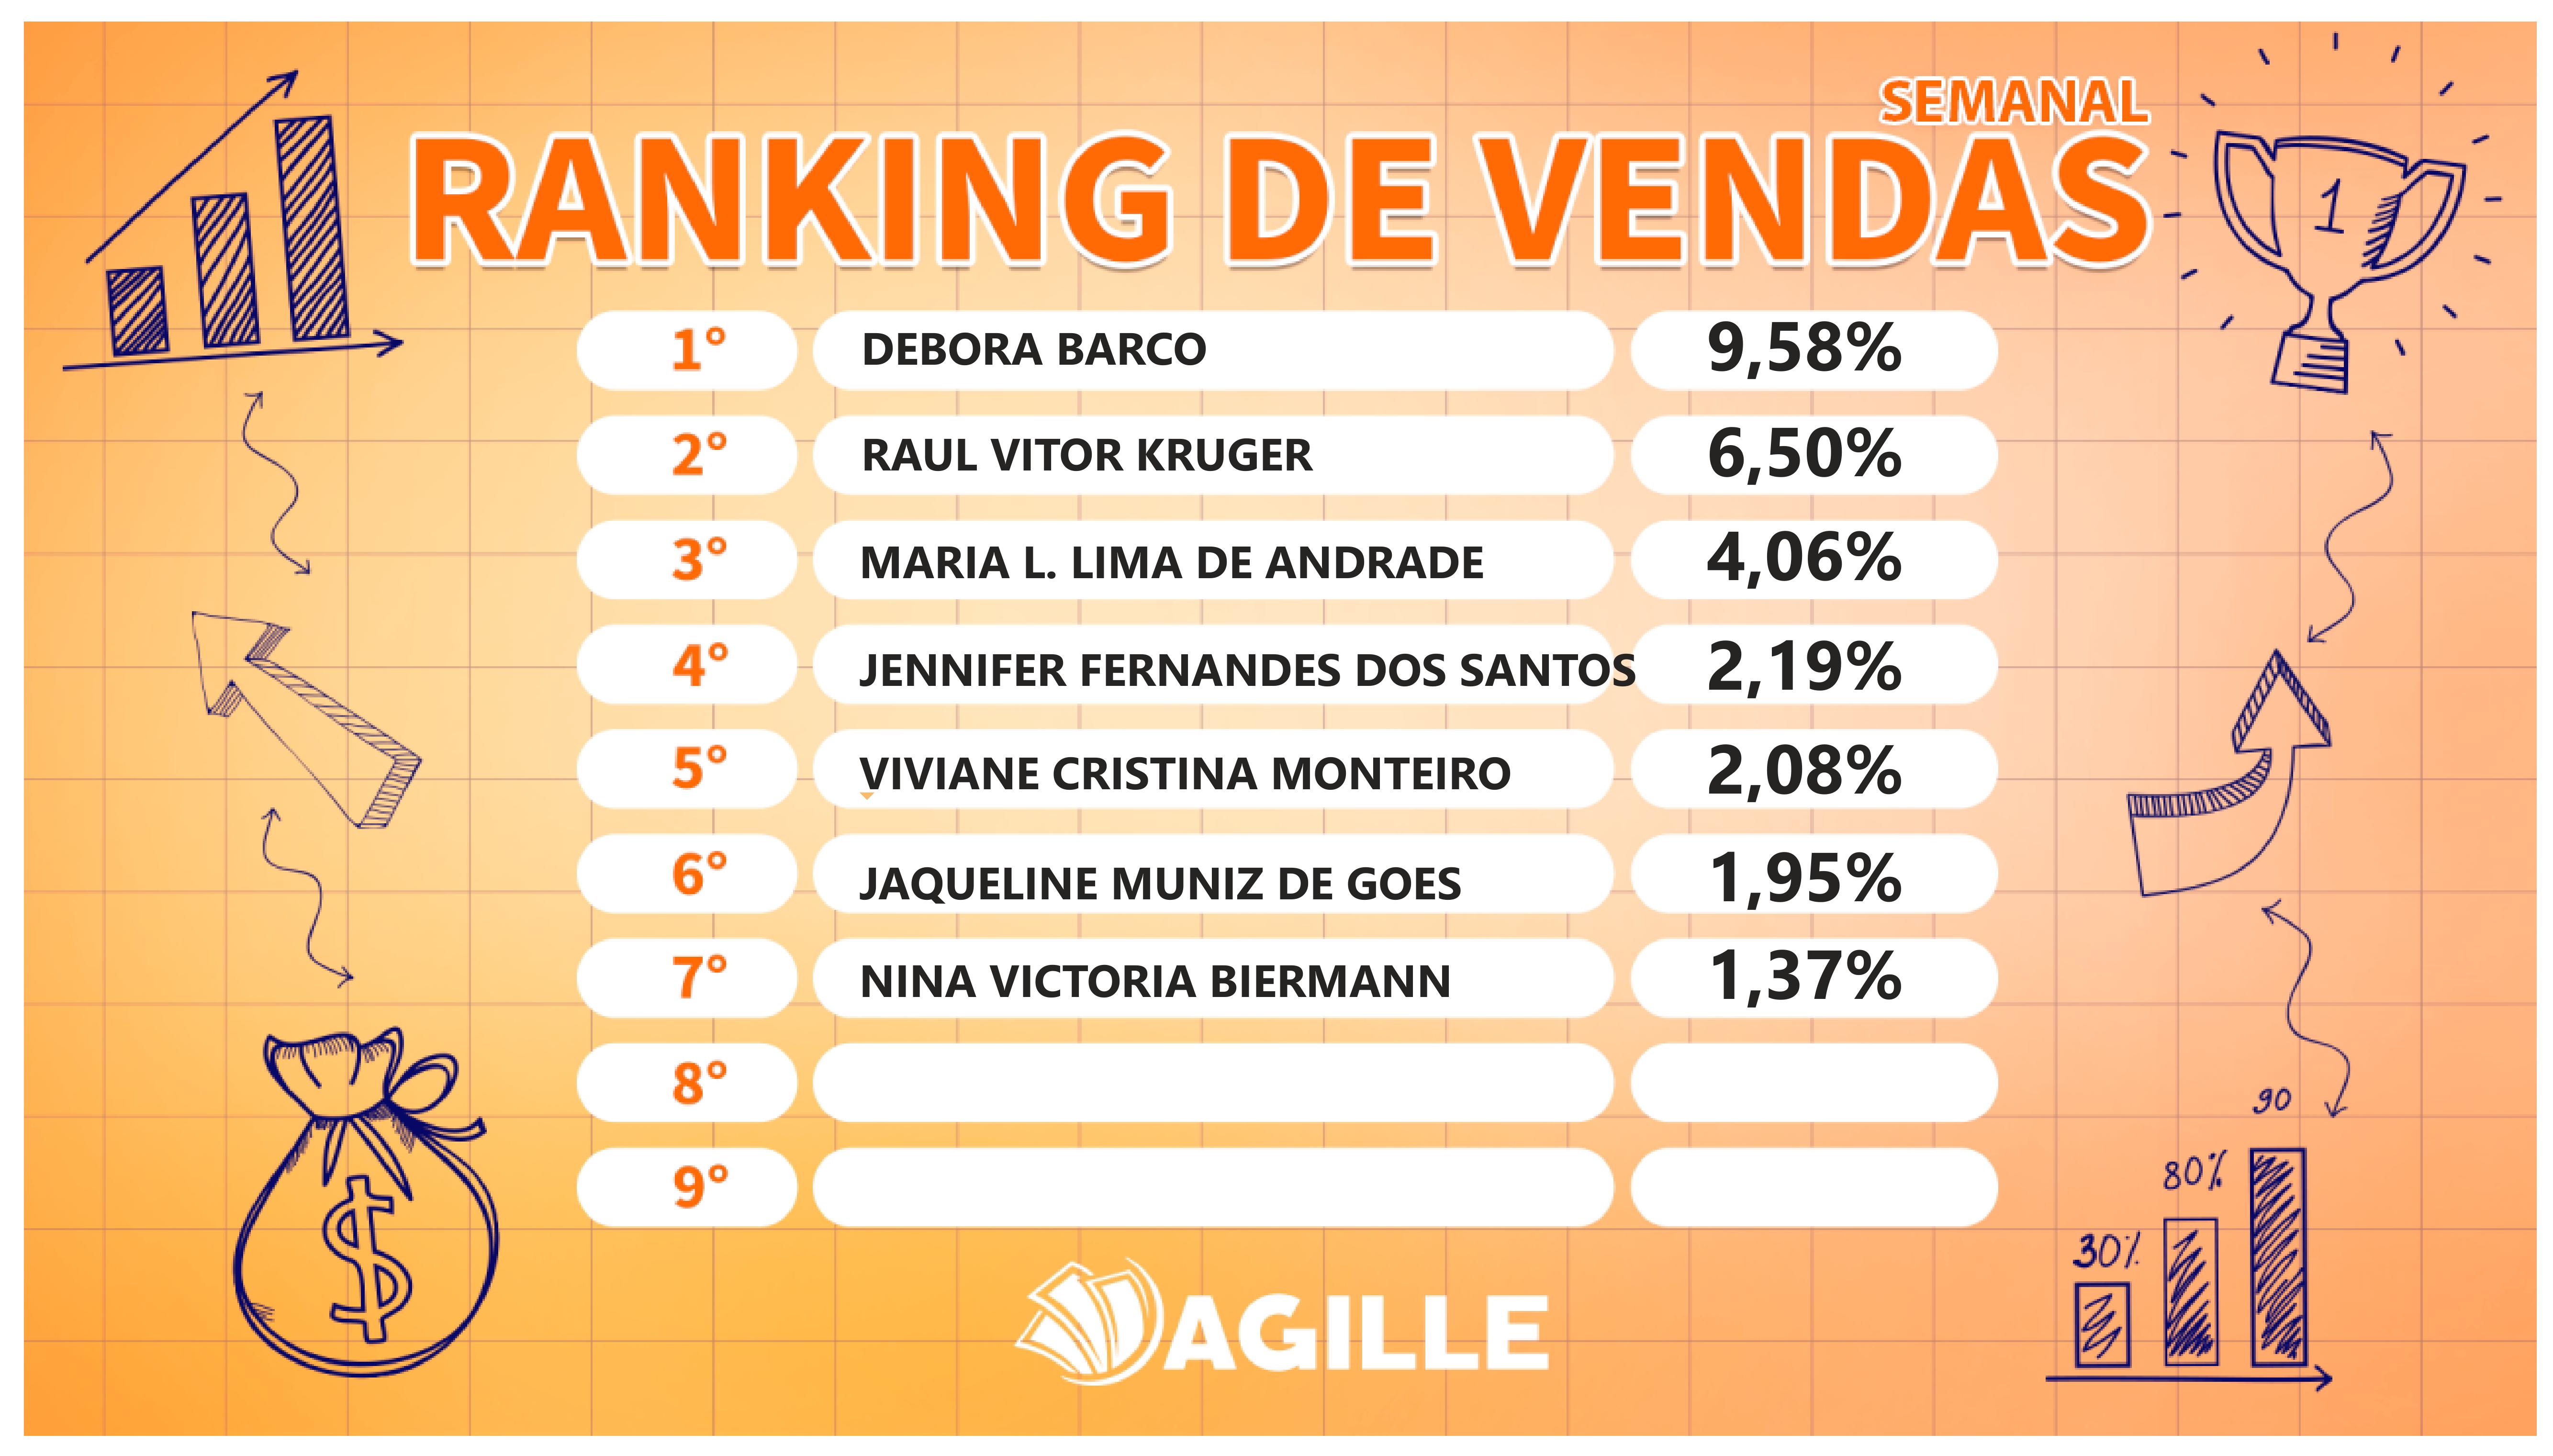 SEMANAL
RANKING DE VENDAS
1
1° DEBORA BARCO 9,58%
2° RAUL VITOR KRUGER 6,50%
3° MARIA L. LIMA DE ANDRADE 4,06%
4° JENNIFER FERNANDES DOS SANTOS 2,19%
5° VIVIANE CRISTINA MONTEIRO 2,08%
6° JAQUELINE MUNIZ DE GOES 1,95%
7° NINA VICTORIA BIERMANN 1,37%
8°
9°
90
80%
30%
$
AGILLE